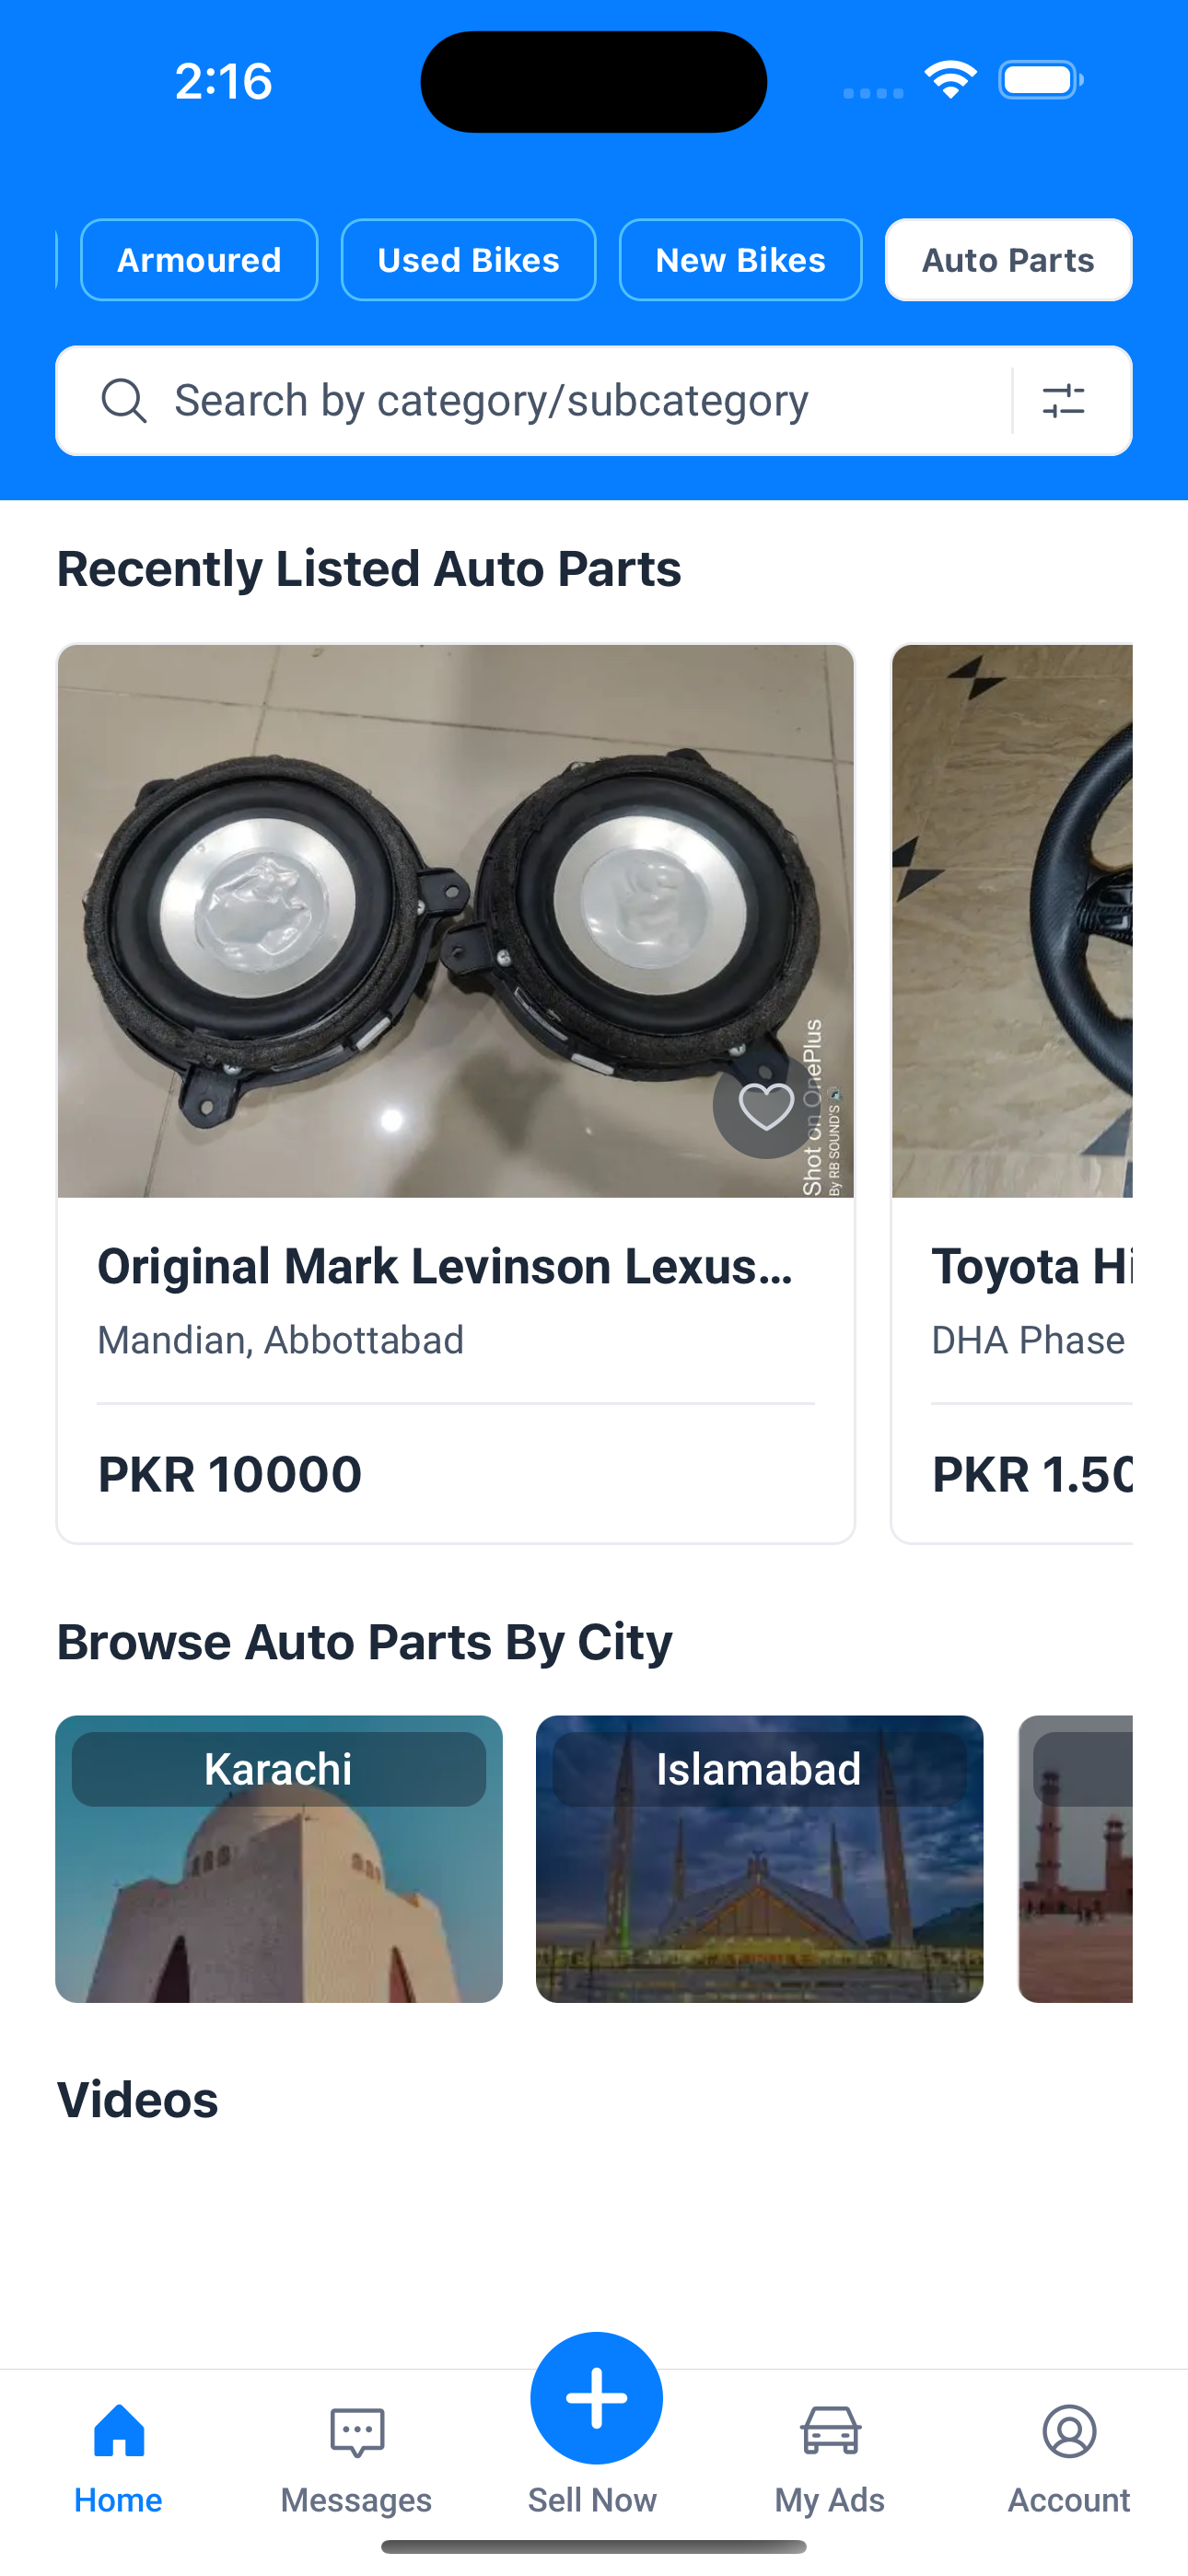 2:16
Armoured
Used Bikes
New Bikes
Auto Parts
Search by category/subcategory
Recently Listed Auto Parts
Shot on OnePlus
By RB SOUND'S
Original Mark Levinson Lexus...
Mandian, Abbottabad
PKR 10000
Toyota Hi
DHA Phase
PKR 1.50
Browse Auto Parts By City
Karachi
Islamabad
Videos
Home
Messages
Sell Now
My Ads
Account